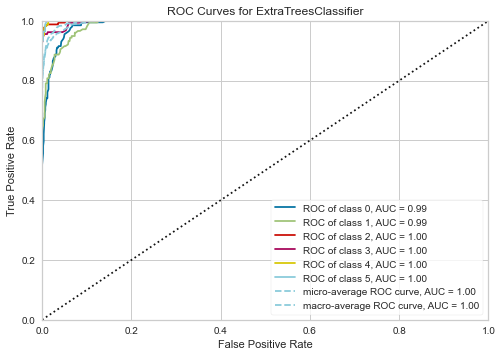 ROC Curves for ExtraTreesClassifier
True Positive Rate
1.0
0.8
0.6
0.4
0.2
0.0
ROC of class 0, AUC = 0.99
ROC of class 1, AUC = 0.99
ROC of class 2, AUC = 1.00
ROC of class 3, AUC = 1.00
ROC of class 4, AUC = 1.00
ROC of class 5, AUC = 1.00
micro-average ROC curve, AUC = 1.00
macro-average ROC curve, AUC = 1.00
0.0 0.2 0.4 0.6 0.8 1.0
False Positive Rate